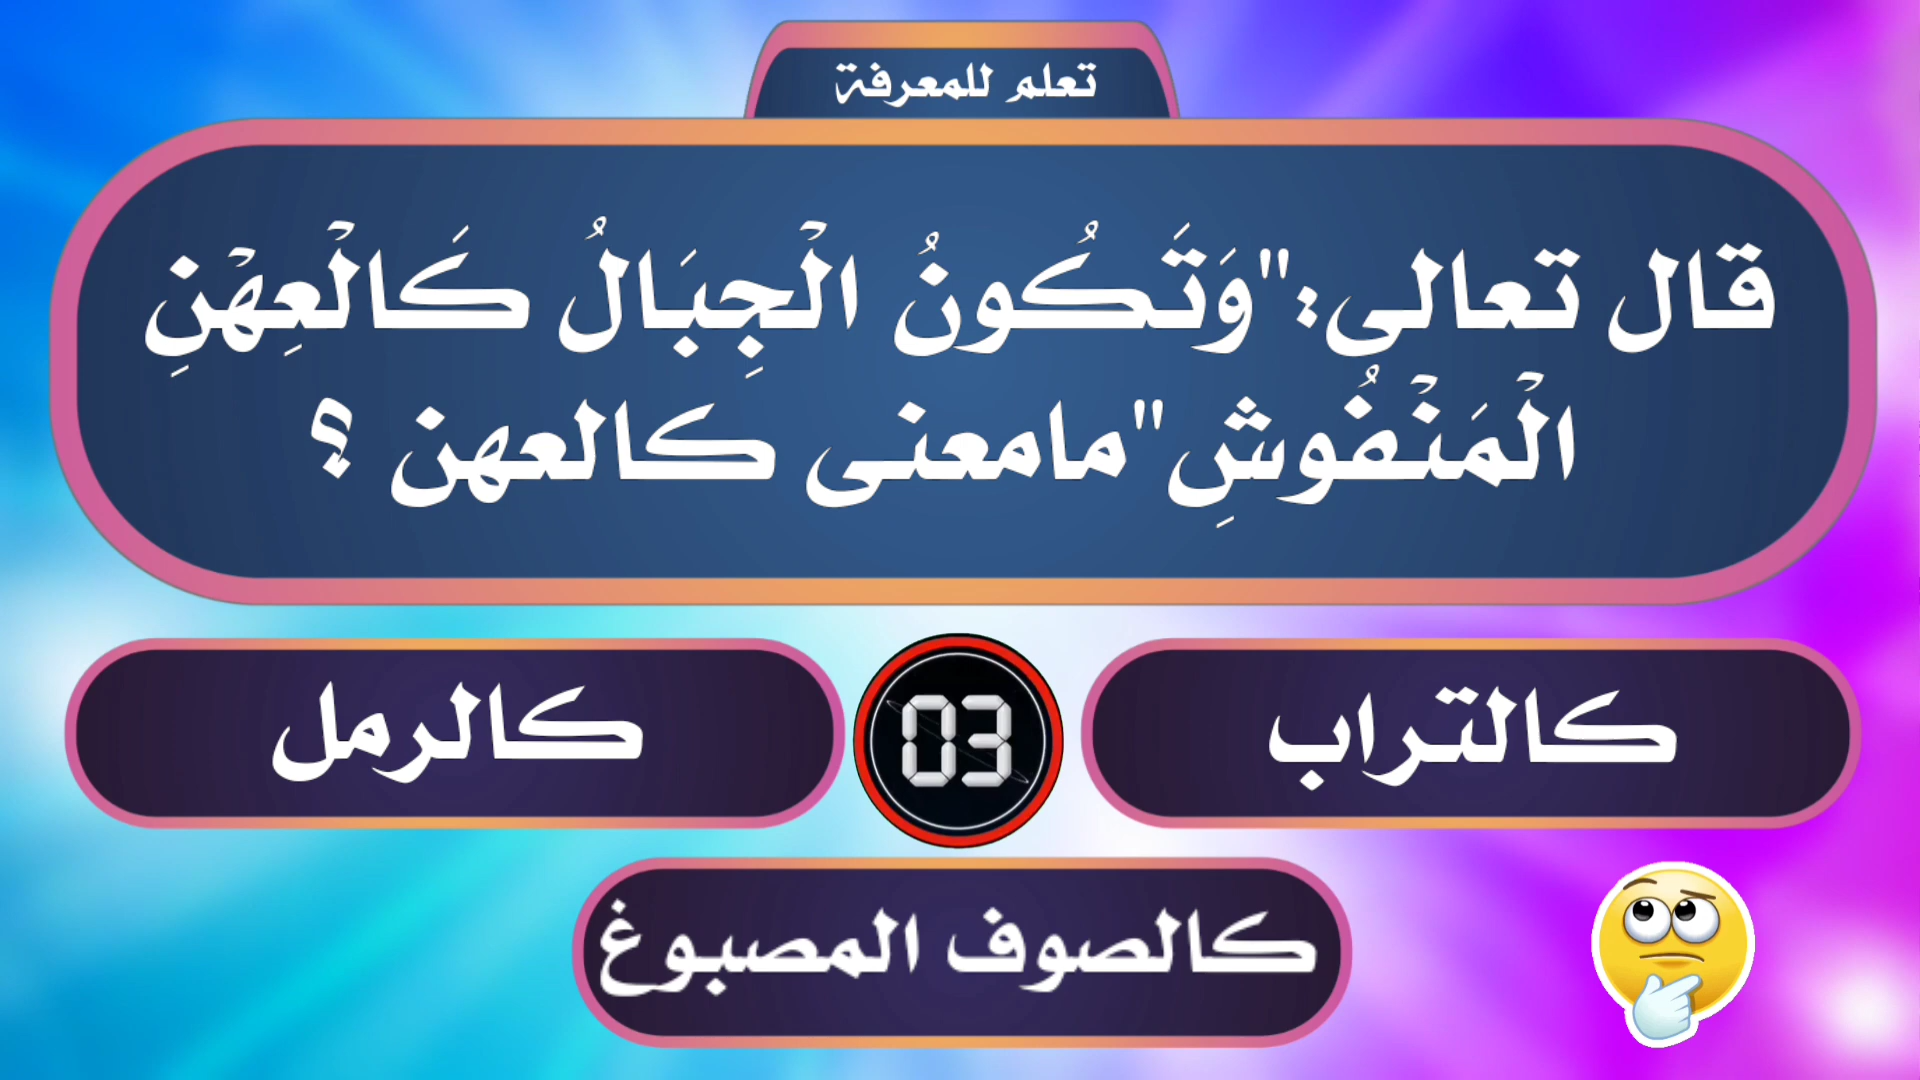 تعلم للمعرفة
قال تعالى:"وَتَكُونُ الْجِبَالُ كَالْعِهْنِ
الْمَنْفُوشِ"مامعنى كالعهن ؟
كالتراب
03
كالرمل
كالصوف المصبوغ